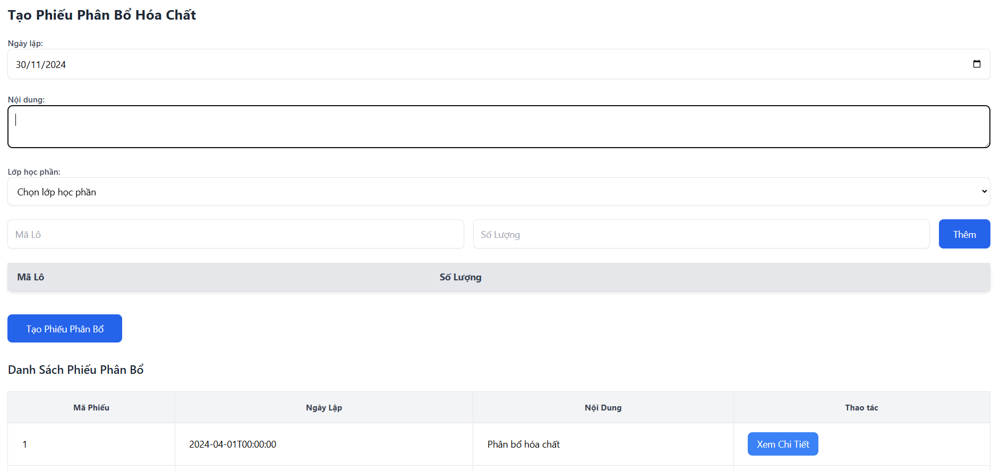 Tạo Phiếu Phân Bổ Hóa Chất
Ngày lập:
30/11/2024
Nội dung:
Lớp học phần:
Chọn lớp học phần
Mã Lô Số Lượng Thêm
Mã Lô Số Lượng
Tạo Phiếu Phân Bổ
Danh Sách Phiếu Phân Bổ
Mã Phiếu Ngày Lập Nội Dung Thao tác
1 2024-04-01T00:00:00 Phân bổ hóa chất Xem Chi Tiết